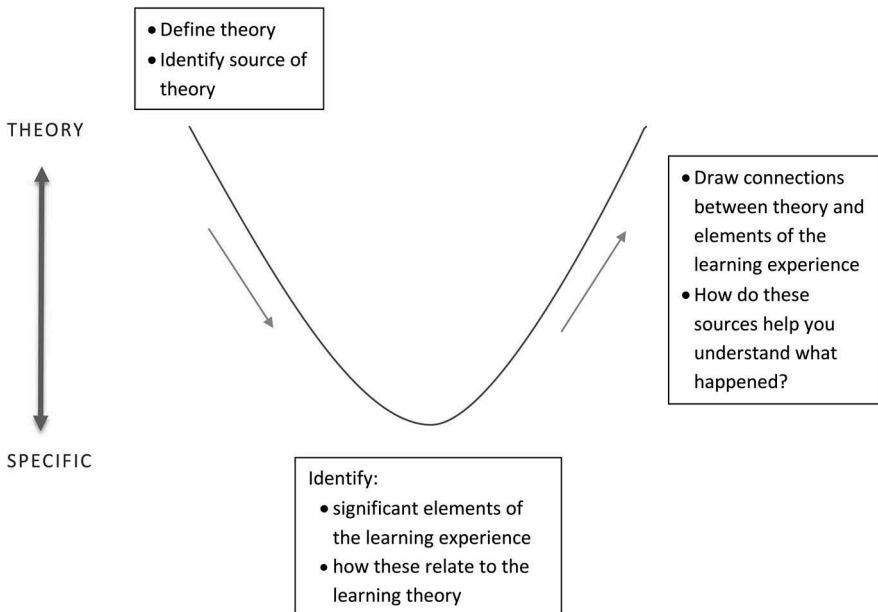 • Define theory
• Identify source of
theory
THEORY
• Draw connections
between theory and
elements of the
learning experience
• How do these
sources help you
understand what
happened?
SPECIFIC
Identify:
• significant elements of
the learning experience
• how these relate to the
learning theory